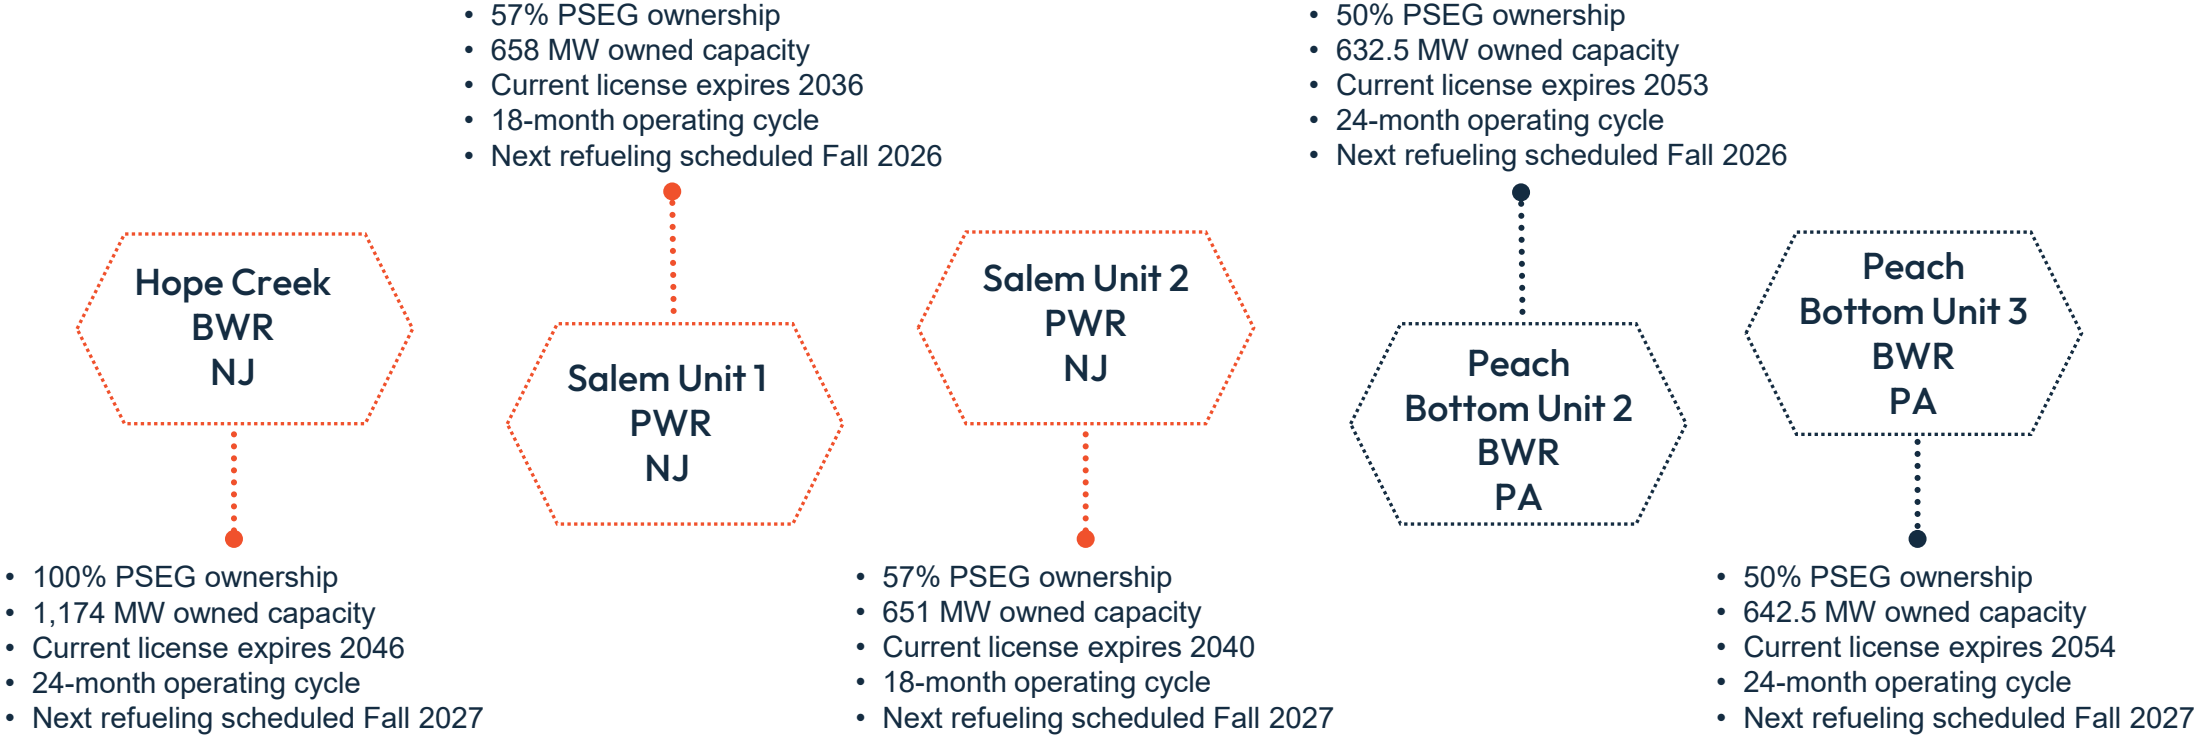 • 57% PSEG ownership
• 658 MW owned capacity
• Current license expires 2036
• 18-month operating cycle
• Next refueling scheduled Fall 2026
• 50% PSEG ownership
• 632.5 MW owned capacity
• Current license expires 2053
• 24-month operating cycle
• Next refueling scheduled Fall 2026
Hope Creek
BWR
NJ
Salem Unit 1
PWR
NJ
Salem Unit 2
PWR
NJ
Peach
Bottom Unit 2
BWR
PA
Peach
Bottom Unit 3
BWR
PA
• 100% PSEG ownership
• 1,174 MW owned capacity
• Current license expires 2046
• 24-month operating cycle
• Next refueling scheduled Fall 2027
• 57% PSEG ownership
• 651 MW owned capacity
• Current license expires 2040
• 18-month operating cycle
• Next refueling scheduled Fall 2027
• 50% PSEG ownership
• 642.5 MW owned capacity
• Current license expires 2054
• 24-month operating cycle
• Next refueling scheduled Fall 2027